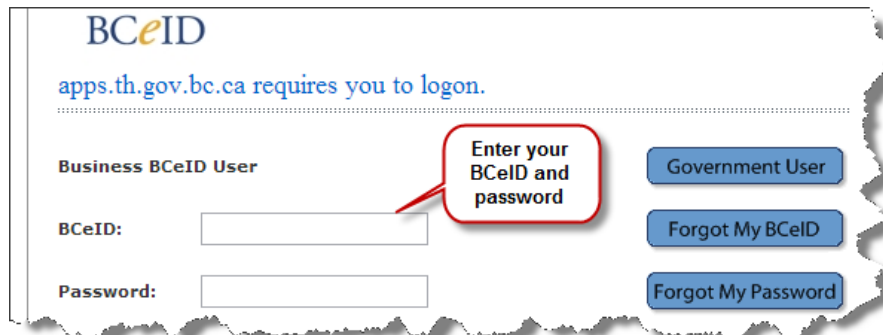 BCeID
apps.th.gov.bc.ca requires you to logon.
Business BCeID User
Enter your
BCeID and
password
Government User
BCeID:
Forgot My BCeID
Password:
Forgot My Password